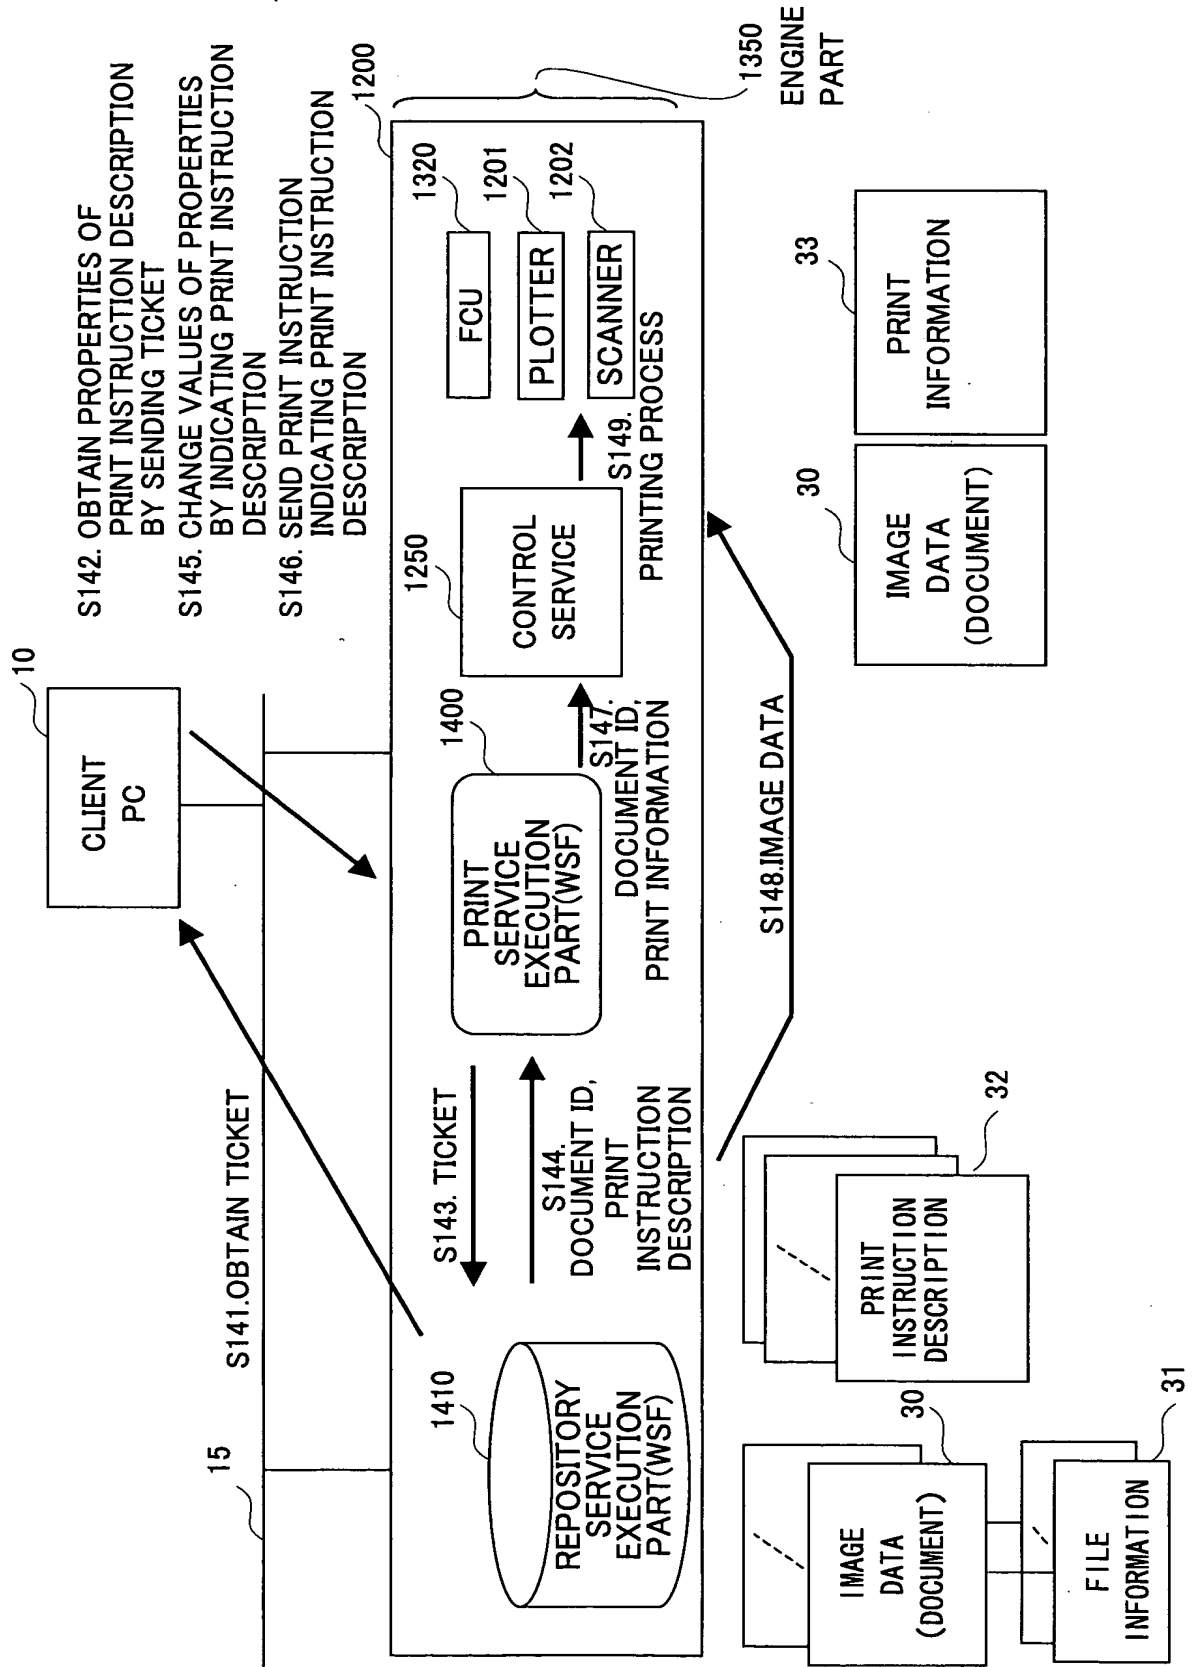 10
CLIENT
PC
S142. OBTAIN PROPERTIES OF
PRINT INSTRUCTION DESCRIPTION
BY SENDING TICKET
S145. CHANGE VALUES OF PROPERTIES
BY INDICATING PRINT INSTRUCTION
DESCRIPTION
S146. SEND PRINT INSTRUCTION
INDICATING PRINT INSTRUCTION
DESCRIPTION
15
S141.OBTAIN TICKET
1200
1410
REPOSITORY
SERVICE
EXECUTION
PART(WSF)
S143. TICKET
S144.
DOCUMENT ID,
PRINT
INSTRUCTION
DESCRIPTION
1400
PRINT
SERVICE
EXECUTION
PART(WSF)
S147.
DOCUMENT ID,
PRINT INFORMATION
1250
CONTROL
SERVICE
S149.
PRINTING PROCESS
1320
FCU
1201
PLOTTER
1202
SCANNER
1350
ENGINE
PART
S148.IMAGE DATA
30
IMAGE
DATA
(DOCUMENT)
31
FILE
INFORMATION
32
PRINT
INSTRUCTION
DESCRIPTION
30
IMAGE
DATA
(DOCUMENT)
33
PRINT
INFORMATION